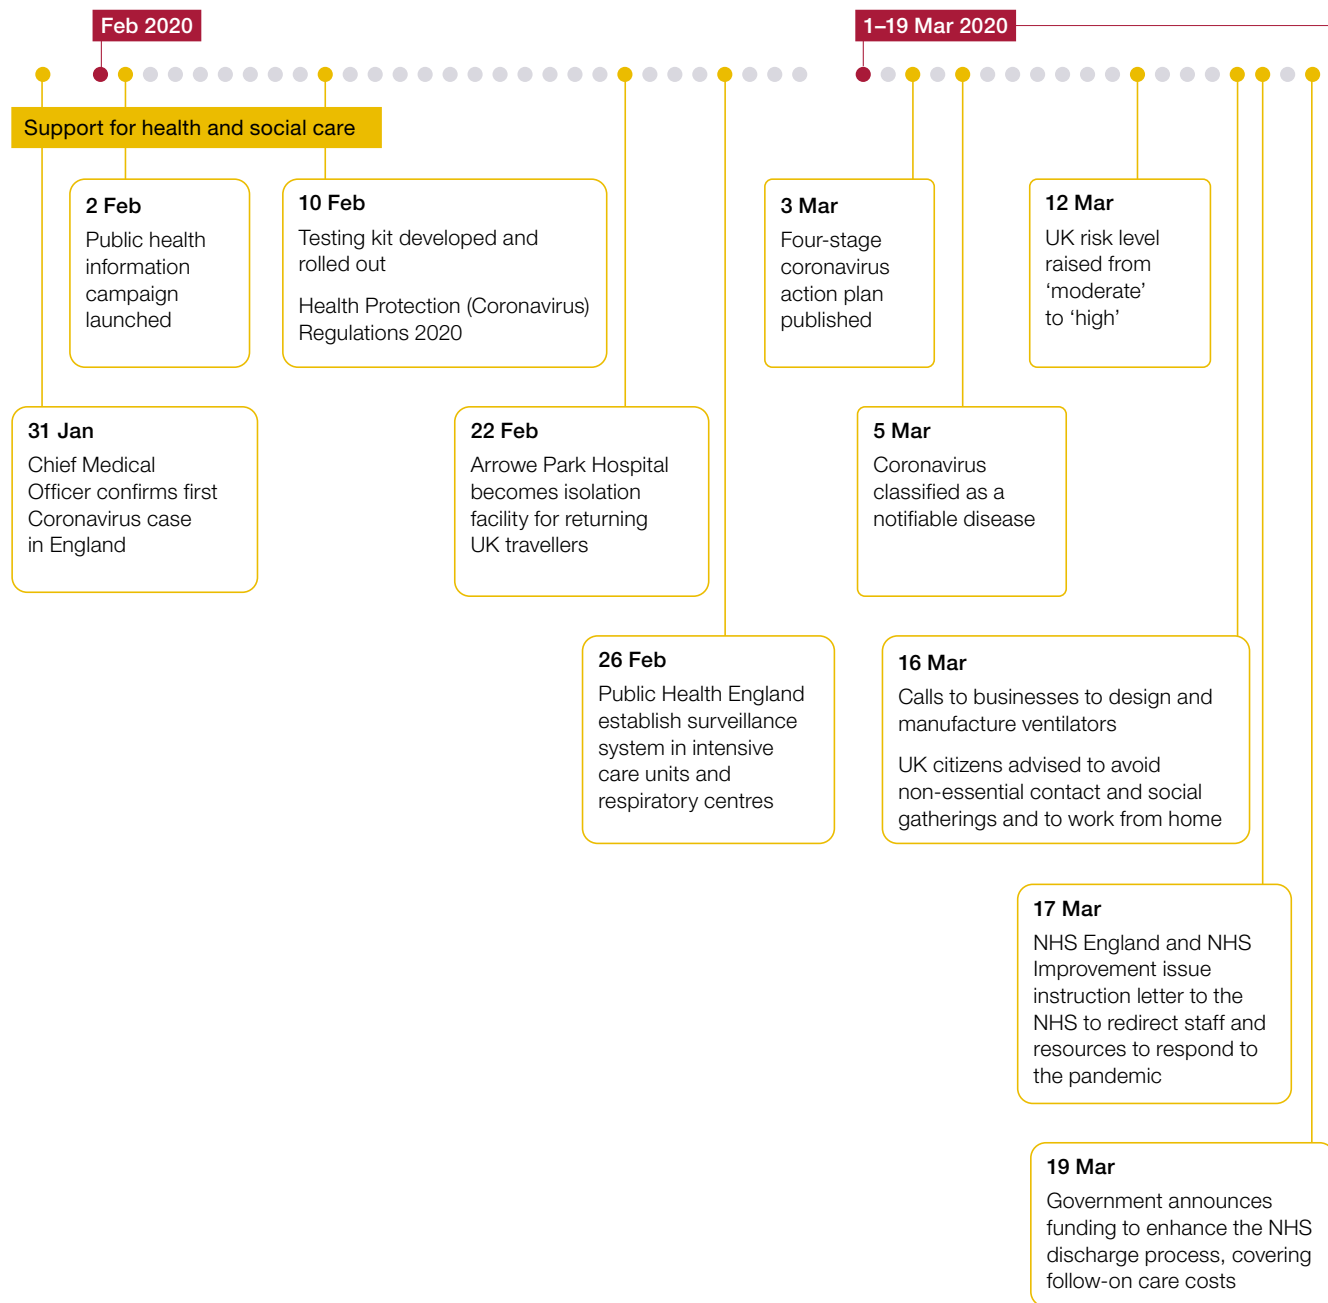 Feb 2020
1–19 Mar 2020
Support for health and social care
2 Feb
Public health
information
campaign
launched
10 Feb
Testing kit developed and
rolled out
Health Protection (Coronavirus)
Regulations 2020
3 Mar
Four-stage
coronavirus
action plan
published
12 Mar
UK risk level
raised from
‘moderate’
to ‘high’
31 Jan
Chief Medical
Officer confirms first
Coronavirus case
in England
22 Feb
Arrowe Park Hospital
becomes isolation
facility for returning
UK travellers
5 Mar
Coronavirus
classified as a
notifiable disease
26 Feb
Public Health England
establish surveillance
system in intensive
care units and
respiratory centres
16 Mar
Calls to businesses to design and
manufacture ventilators
UK citizens advised to avoid
non-essential contact and social
gatherings and to work from home
17 Mar
NHS England and NHS
Improvement issue
instruction letter to the
NHS to redirect staff and
resources to respond to
the pandemic
19 Mar
Government announces
funding to enhance the NHS
discharge process, covering
follow-on care costs